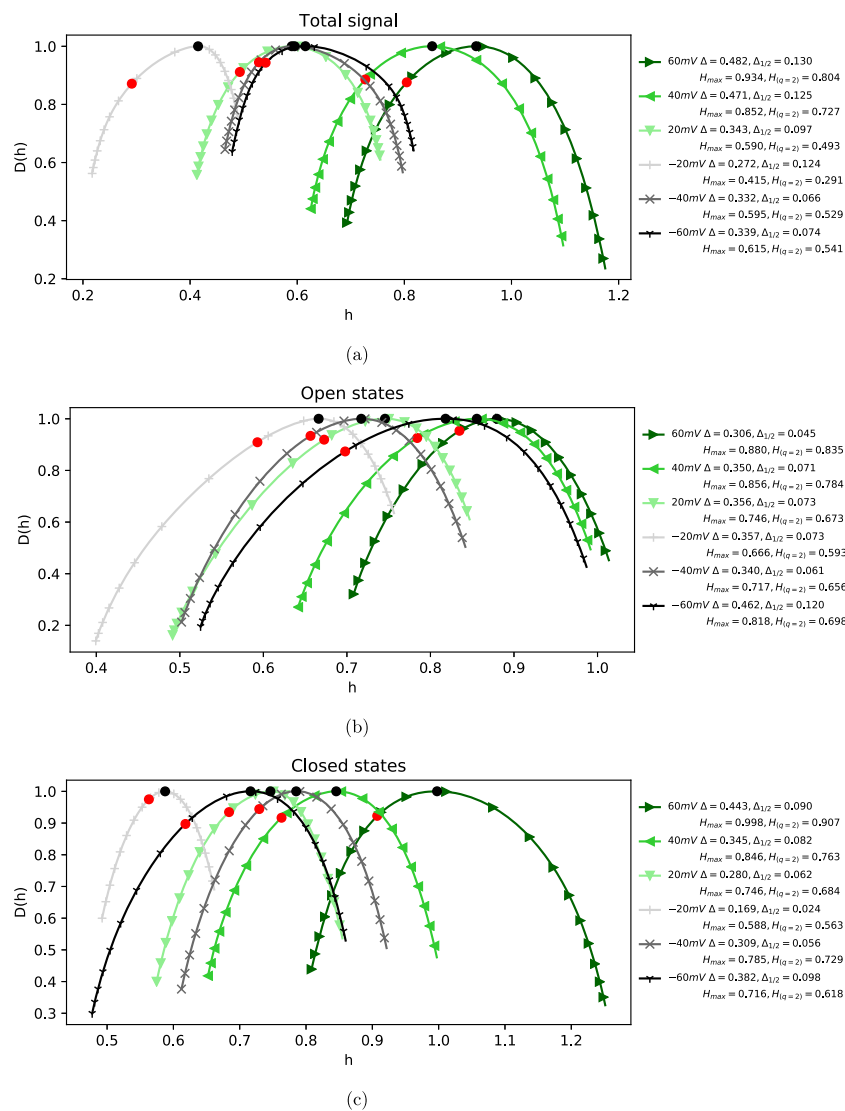 Total signal
D(h)
1.0
0.8
0.6
0.4
0.2
0.2
0.4
0.6
0.8
1.0
1.2
h
60mV Δ = 0.482, Δ1/2 = 0.130
Hmax = 0.934, H(q=2) = 0.804
40mV Δ = 0.471, Δ1/2 = 0.125
Hmax = 0.852, H(q=2) = 0.727
20mV Δ = 0.343, Δ1/2 = 0.097
Hmax = 0.590, H(q=2) = 0.493
−20mV Δ = 0.272, Δ1/2 = 0.124
Hmax = 0.415, H(q=2) = 0.291
−40mV Δ = 0.332, Δ1/2 = 0.066
Hmax = 0.595, H(q=2) = 0.529
−60mV Δ = 0.339, Δ1/2 = 0.074
Hmax = 0.615, H(q=2) = 0.541
(a)
Open states
D(h)
1.0
0.8
0.6
0.4
0.2
0.4
0.5
0.6
0.7
0.8
0.9
1.0
h
60mV Δ = 0.306, Δ1/2 = 0.045
Hmax = 0.880, H(q=2) = 0.835
40mV Δ = 0.350, Δ1/2 = 0.071
Hmax = 0.856, H(q=2) = 0.784
20mV Δ = 0.356, Δ1/2 = 0.073
Hmax = 0.746, H(q=2) = 0.673
−20mV Δ = 0.357, Δ1/2 = 0.073
Hmax = 0.666, H(q=2) = 0.593
−40mV Δ = 0.340, Δ1/2 = 0.061
Hmax = 0.717, H(q=2) = 0.656
−60mV Δ = 0.462, Δ1/2 = 0.120
Hmax = 0.818, H(q=2) = 0.698
(b)
Closed states
D(h)
1.0
0.9
0.8
0.7
0.6
0.5
0.4
0.3
0.5
0.6
0.7
0.8
0.9
1.0
1.1
1.2
h
60mV Δ = 0.443, Δ1/2 = 0.090
Hmax = 0.998, H(q=2) = 0.907
40mV Δ = 0.345, Δ1/2 = 0.082
Hmax = 0.846, H(q=2) = 0.763
20mV Δ = 0.280, Δ1/2 = 0.062
Hmax = 0.746, H(q=2) = 0.684
−20mV Δ = 0.169, Δ1/2 = 0.024
Hmax = 0.588, H(q=2) = 0.563
−40mV Δ = 0.309, Δ1/2 = 0.056
Hmax = 0.785, H(q=2) = 0.729
−60mV Δ = 0.382, Δ1/2 = 0.098
Hmax = 0.716, H(q=2) = 0.618
(c)